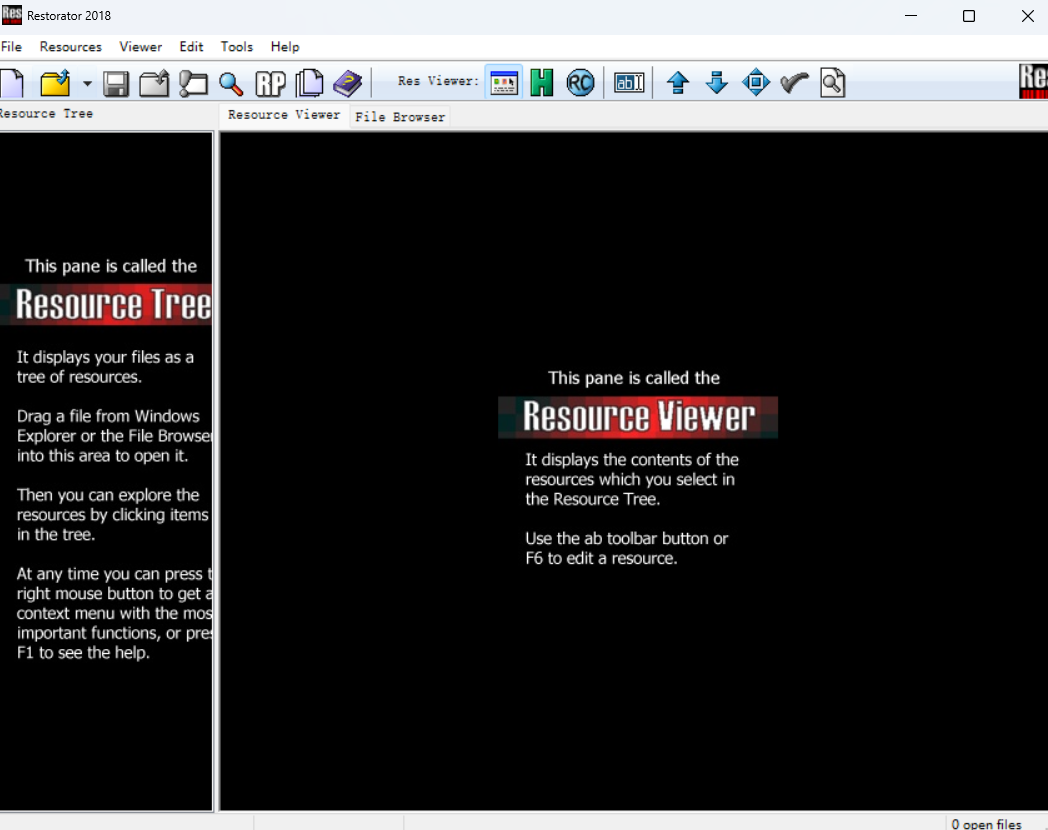 Res
Restorator 2018
File Resources Viewer Edit Tools Help
RP Res Viewer: H RC ab Res
Resource Tree
Resource Viewer File Browser
This pane is called the
Resource Tree
It displays your files as a
tree of resources.
Drag a file from Windows
Explorer or the File Browser
into this area to open it.
Then you can explore the
resources by clicking items
in the tree.
At any time you can press t
right mouse button to get a
context menu with the mos
important functions, or pres
F1 to see the help.
This pane is called the
Resource Viewer
It displays the contents of the
resources which you select in
the Resource Tree.
Use the ab toolbar button or
F6 to edit a resource.
0 open files